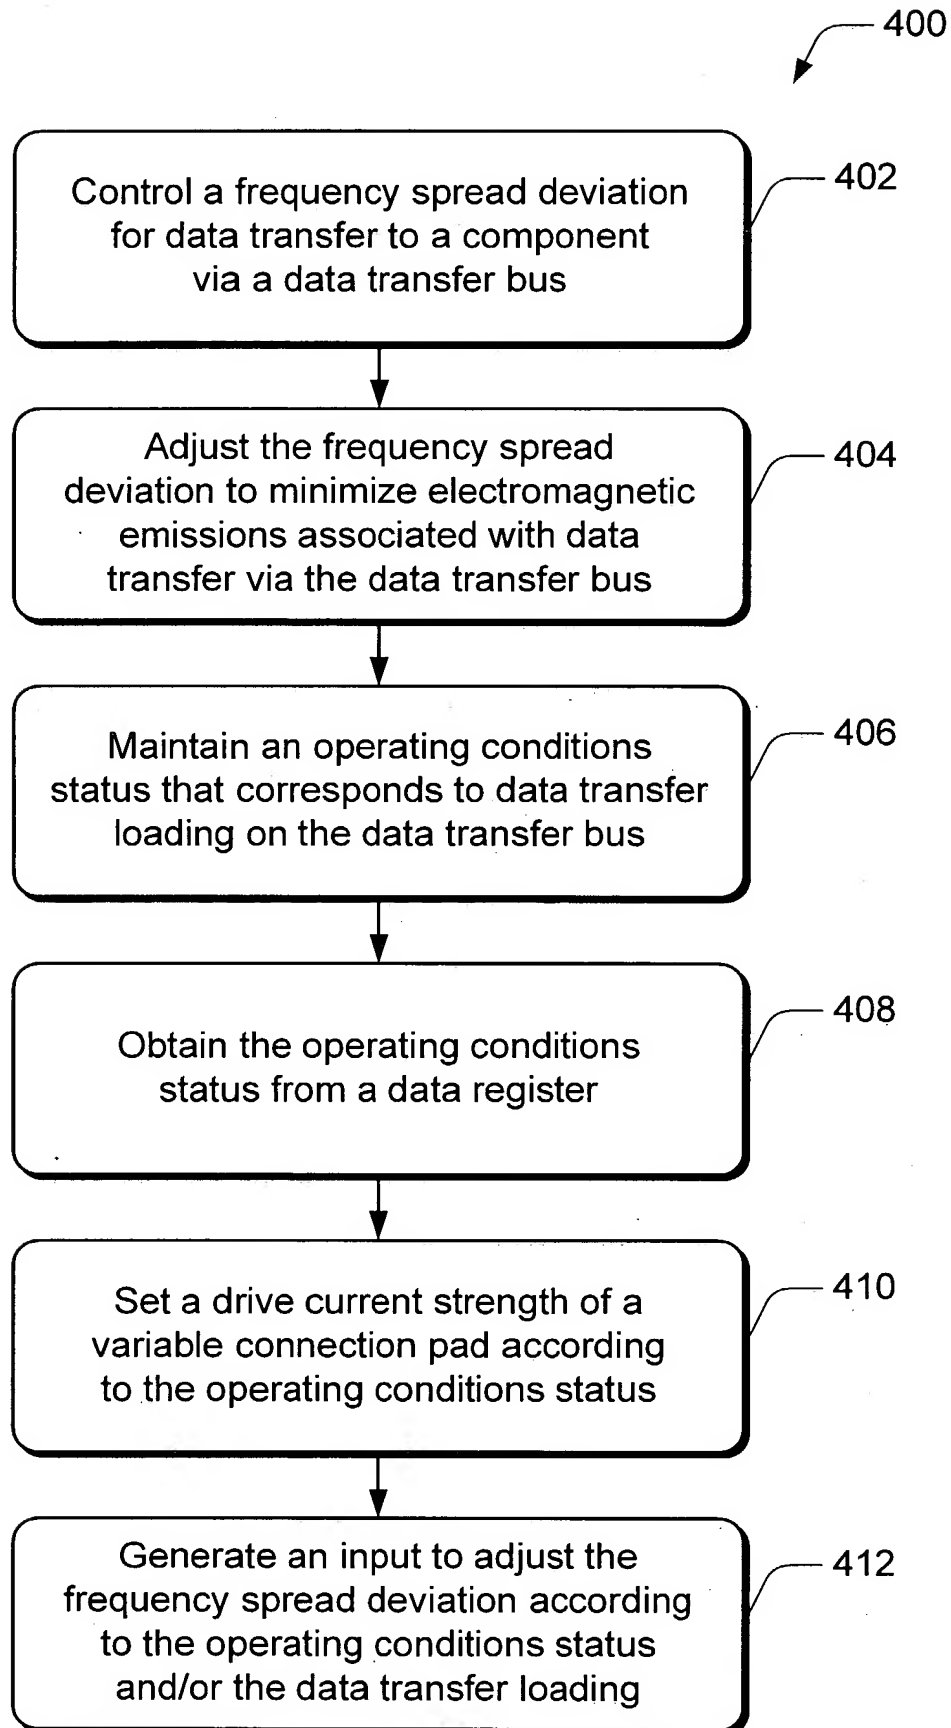 400
Control a frequency spread deviation
for data transfer to a component
via a data transfer bus
402
Adjust the frequency spread
deviation to minimize electromagnetic
emissions associated with data
transfer via the data transfer bus
404
Maintain an operating conditions
status that corresponds to data transfer
loading on the data transfer bus
406
Obtain the operating conditions
status from a data register
408
Set a drive current strength of a
variable connection pad according
to the operating conditions status
410
Generate an input to adjust the
frequency spread deviation according
to the operating conditions status
and/or the data transfer loading
412